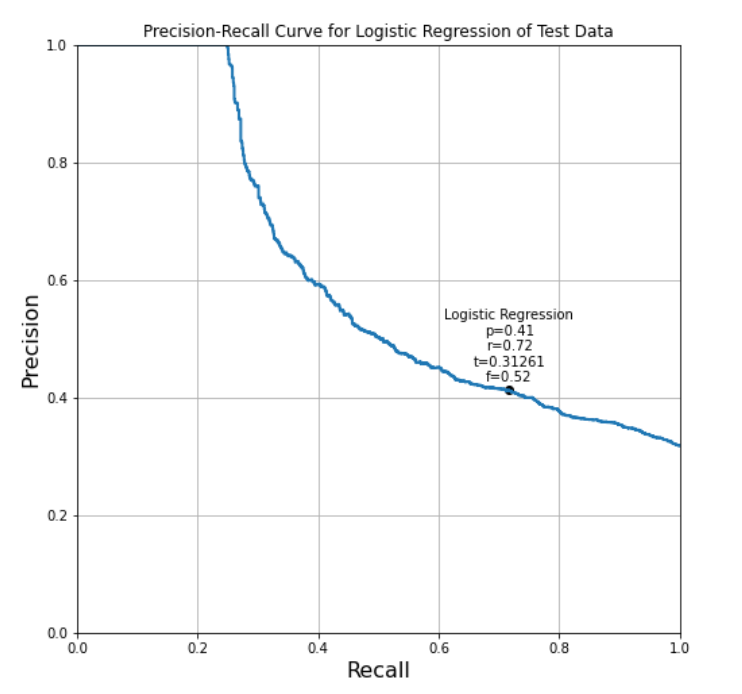 Precision-Recall Curve for Logistic Regression of Test Data
1.0
0.8
0.6
0.4
0.2
0.0
Precision
Logistic Regression
p=0.41
r=0.72
t=0.31261
f=0.52
0.0 0.2 0.4 0.6 0.8 1.0
Recall